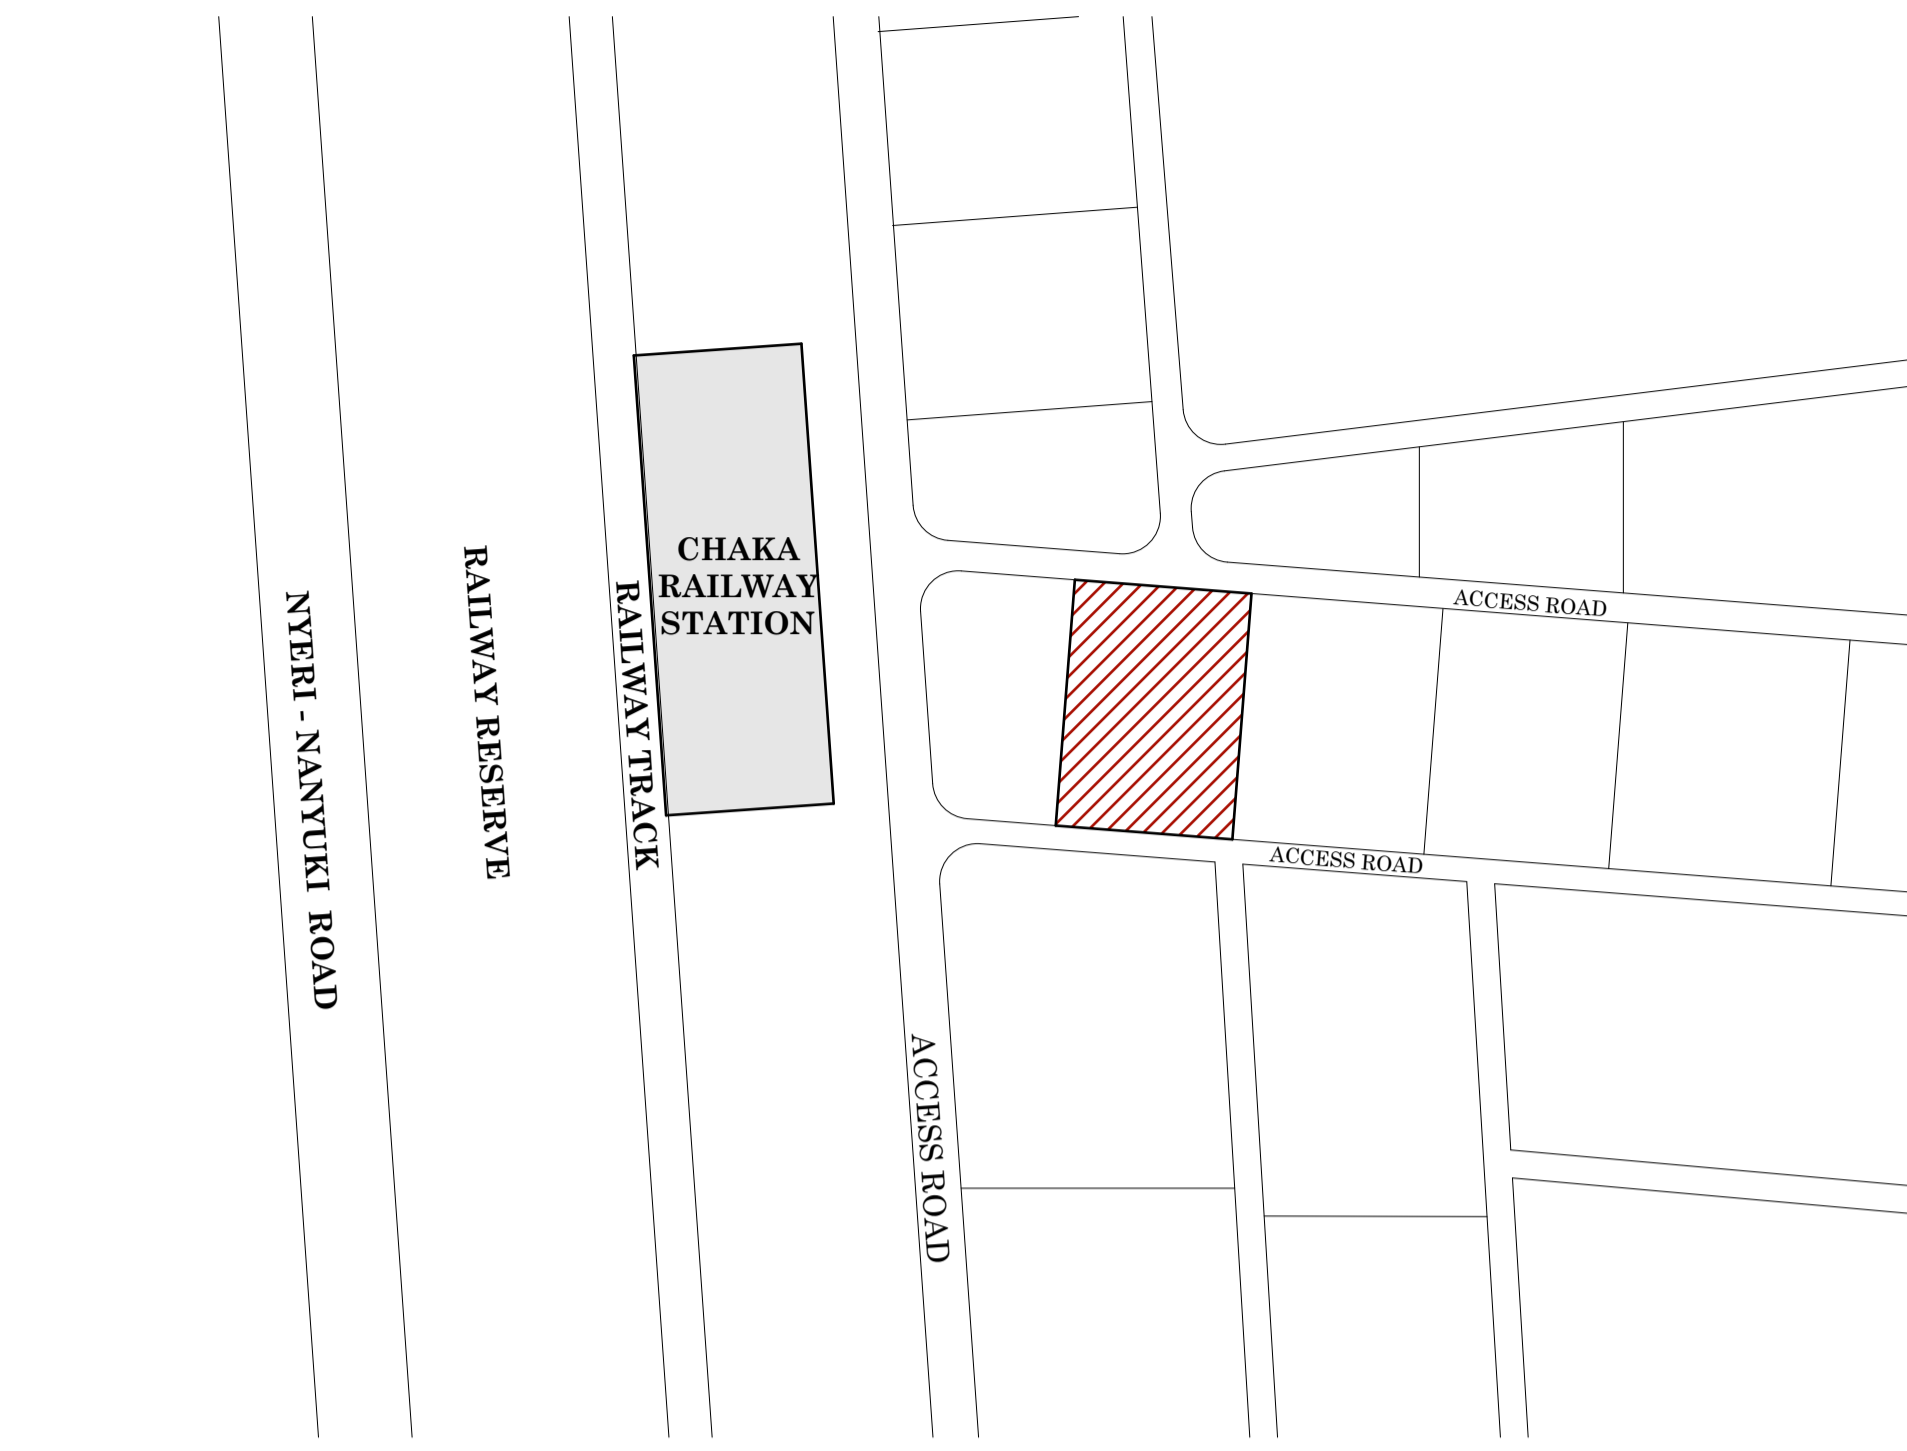 NYERI - NANYUKI ROAD
RAILWAY RESERVE
RAILWAY TRACK
CHAKA
RAILWAY
STATION
ACCESS ROAD
ACCESS ROAD
ACCESS ROAD